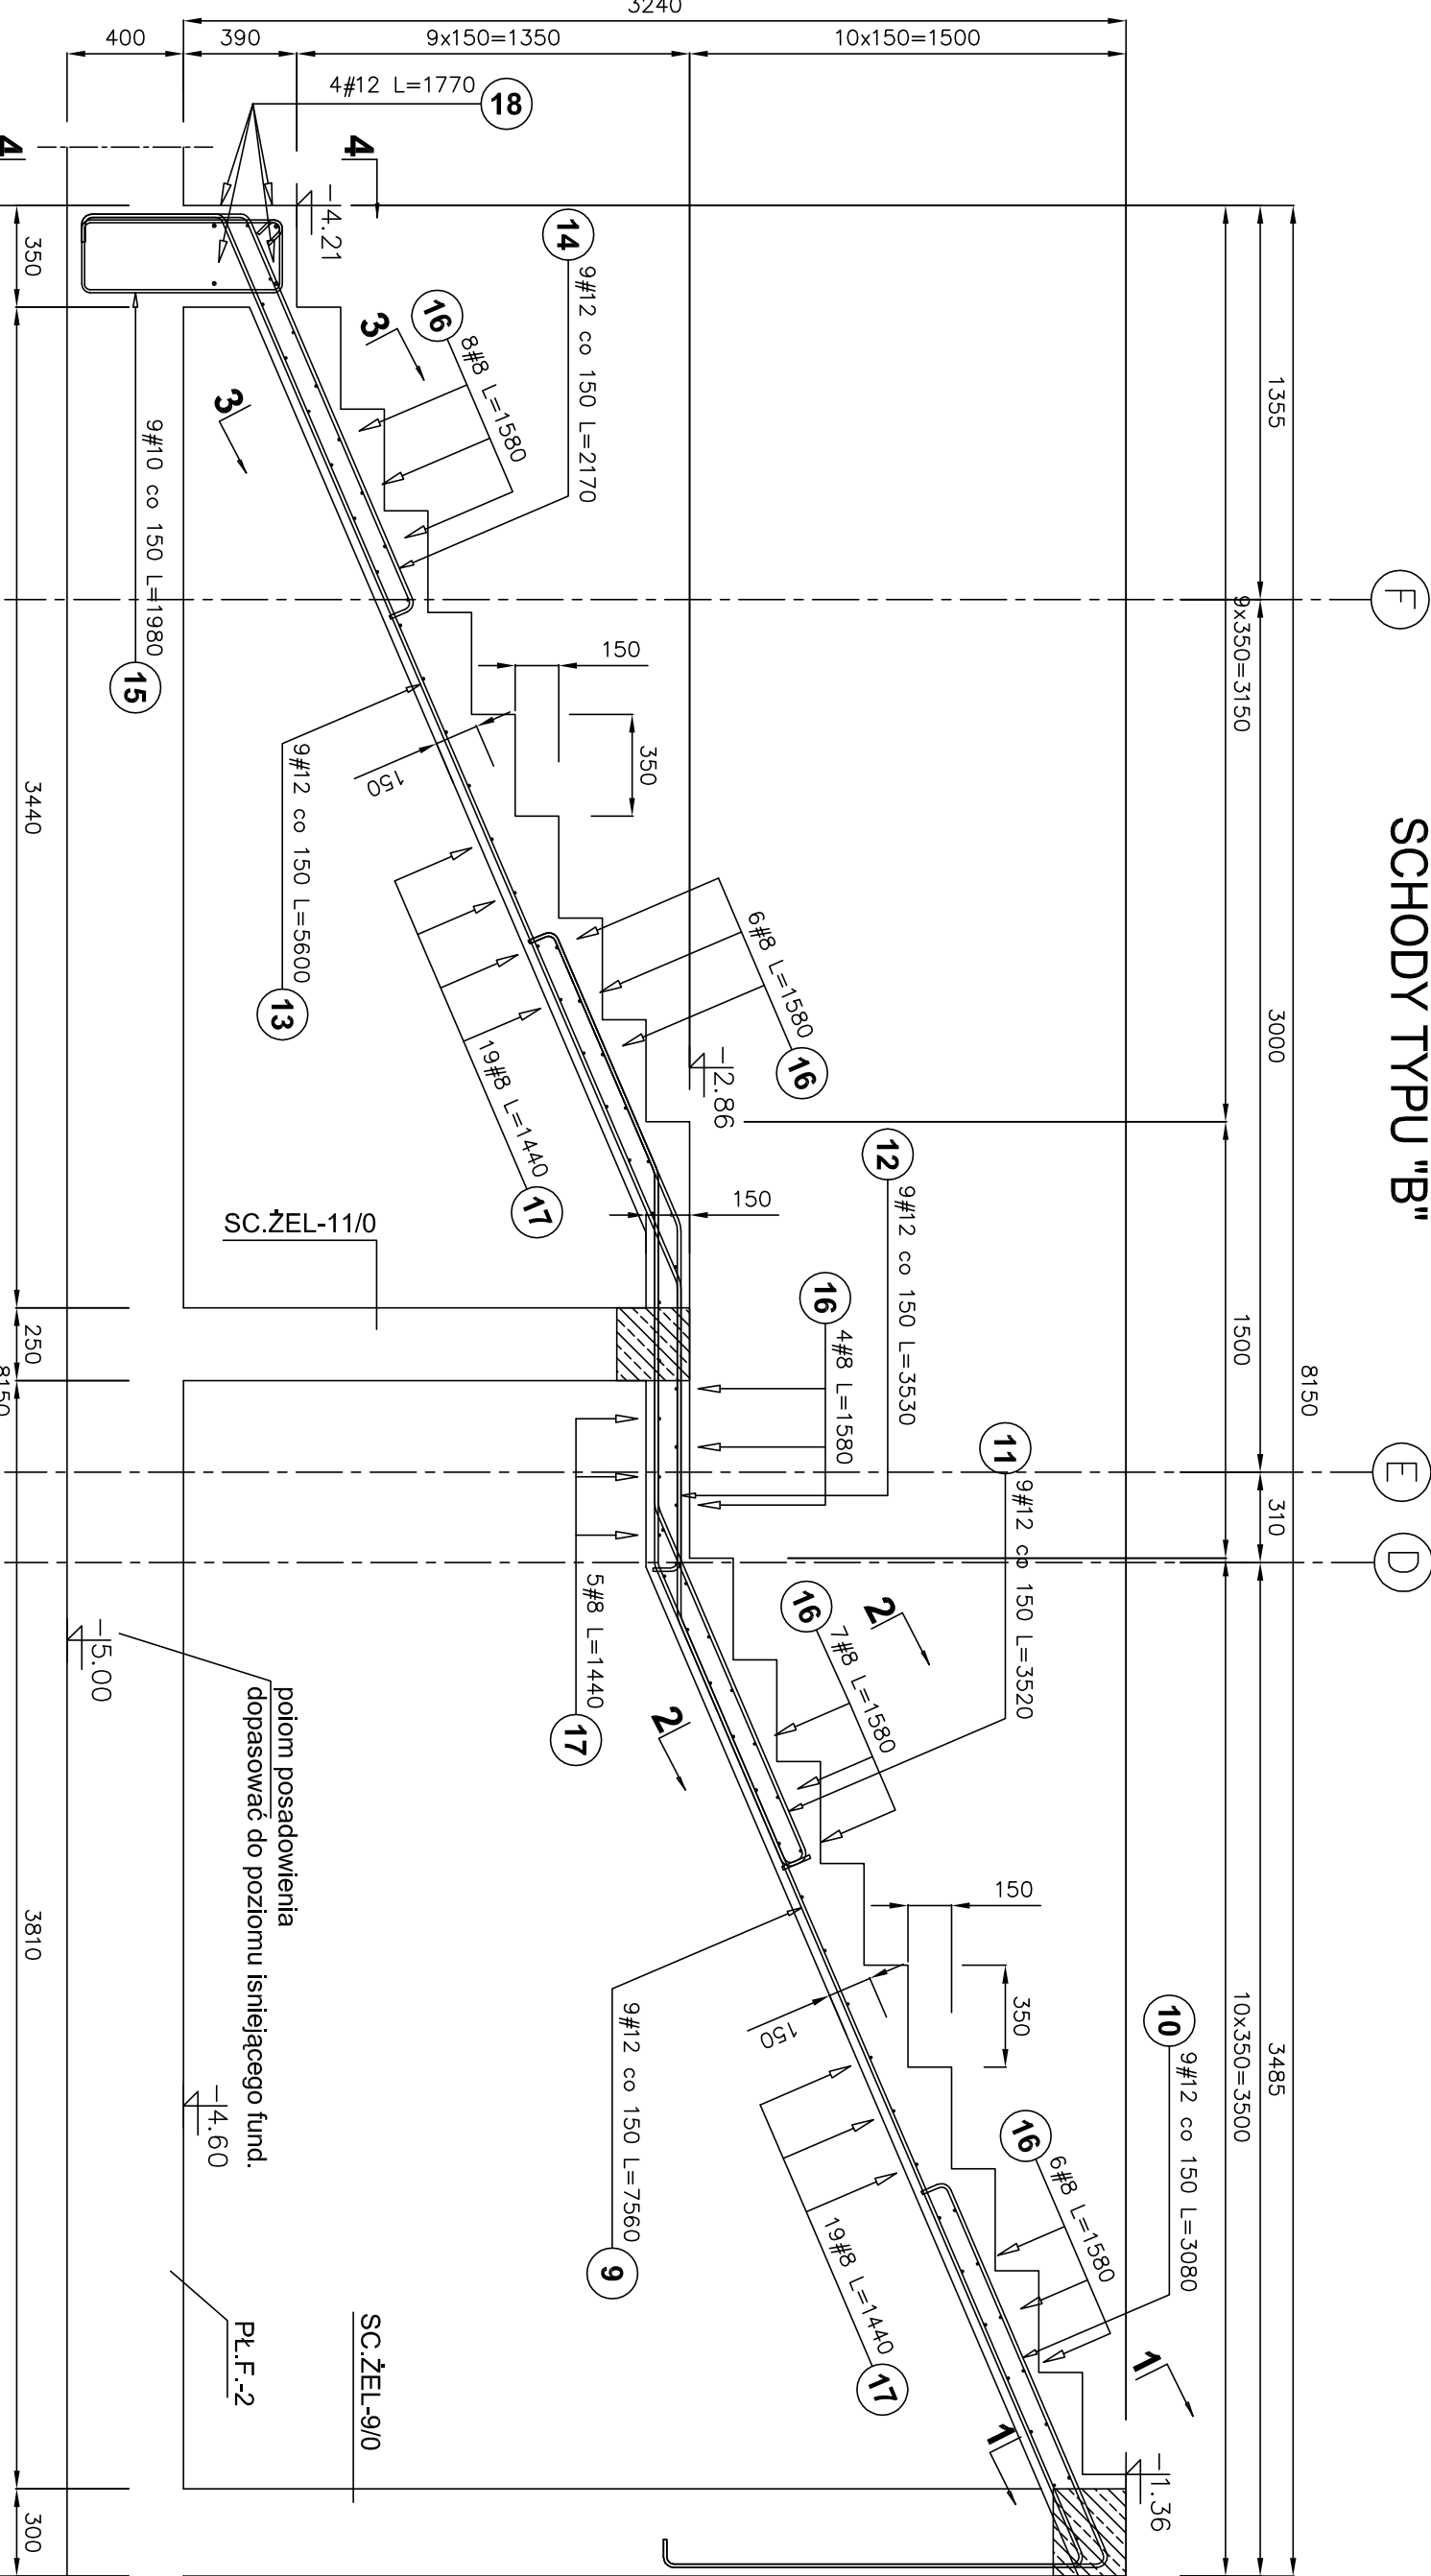 SCHODY TYPU "B"
F
E
D
8150
1355
3000
310
3485
9x350=3150
1500
10x350=3500
3240
400
390
9x150=1350
10x150=1500
18
4#12 L=1770
4
4
-4.21
14
9#12 co 150 L=2170
16
8#8 L=1580
3
3
15
9#10 co 150 L=1980
150
350
150
13
9#12 co 150 L=5600
16
6#8 L=1580
17
19#8 L=1440
-2.86
12
9#12 co 150 L=3530
150
SC.ŻEL-11/0
16
4#8 L=1580
11
9#12 co 150 L=3520
17
5#8 L=1440
16
7#8 L=1580
2
2
150
350
150
9
9#12 co 150 L=7560
10
9#12 co 150 L=3080
16
6#8 L=1580
17
19#8 L=1440
1
1
-1.36
-5.00
poiom posadowienia
dopasować do poziomu isniejącego fund.
-4.60
PŁ.F.-2
SC.ŻEL-9/0
350
3440
250
3810
300
8150